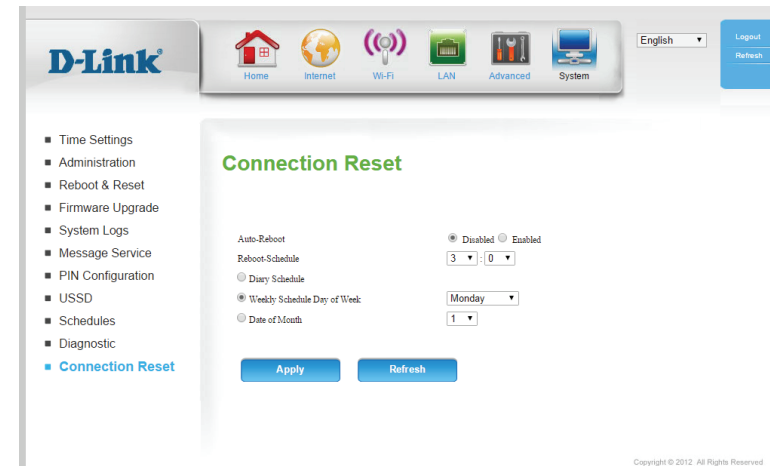 D-Link®
Home
Internet
Wi-Fi
LAN
Advanced
System
English
Logout
Refresh
Time Settings
Administration
Reboot & Reset
Firmware Upgrade
System Logs
Message Service
PIN Configuration
USSD
Schedules
Diagnostic
Connection Reset
Connection Reset
Auto-Reboot Disabled Enabled
Reboot-Schedule 3 : 0
Diary Schedule
Weekly Schedule Day of Week Monday
Date of Month 1
Apply Refresh
Copyright © 2012 All Rights Reserved